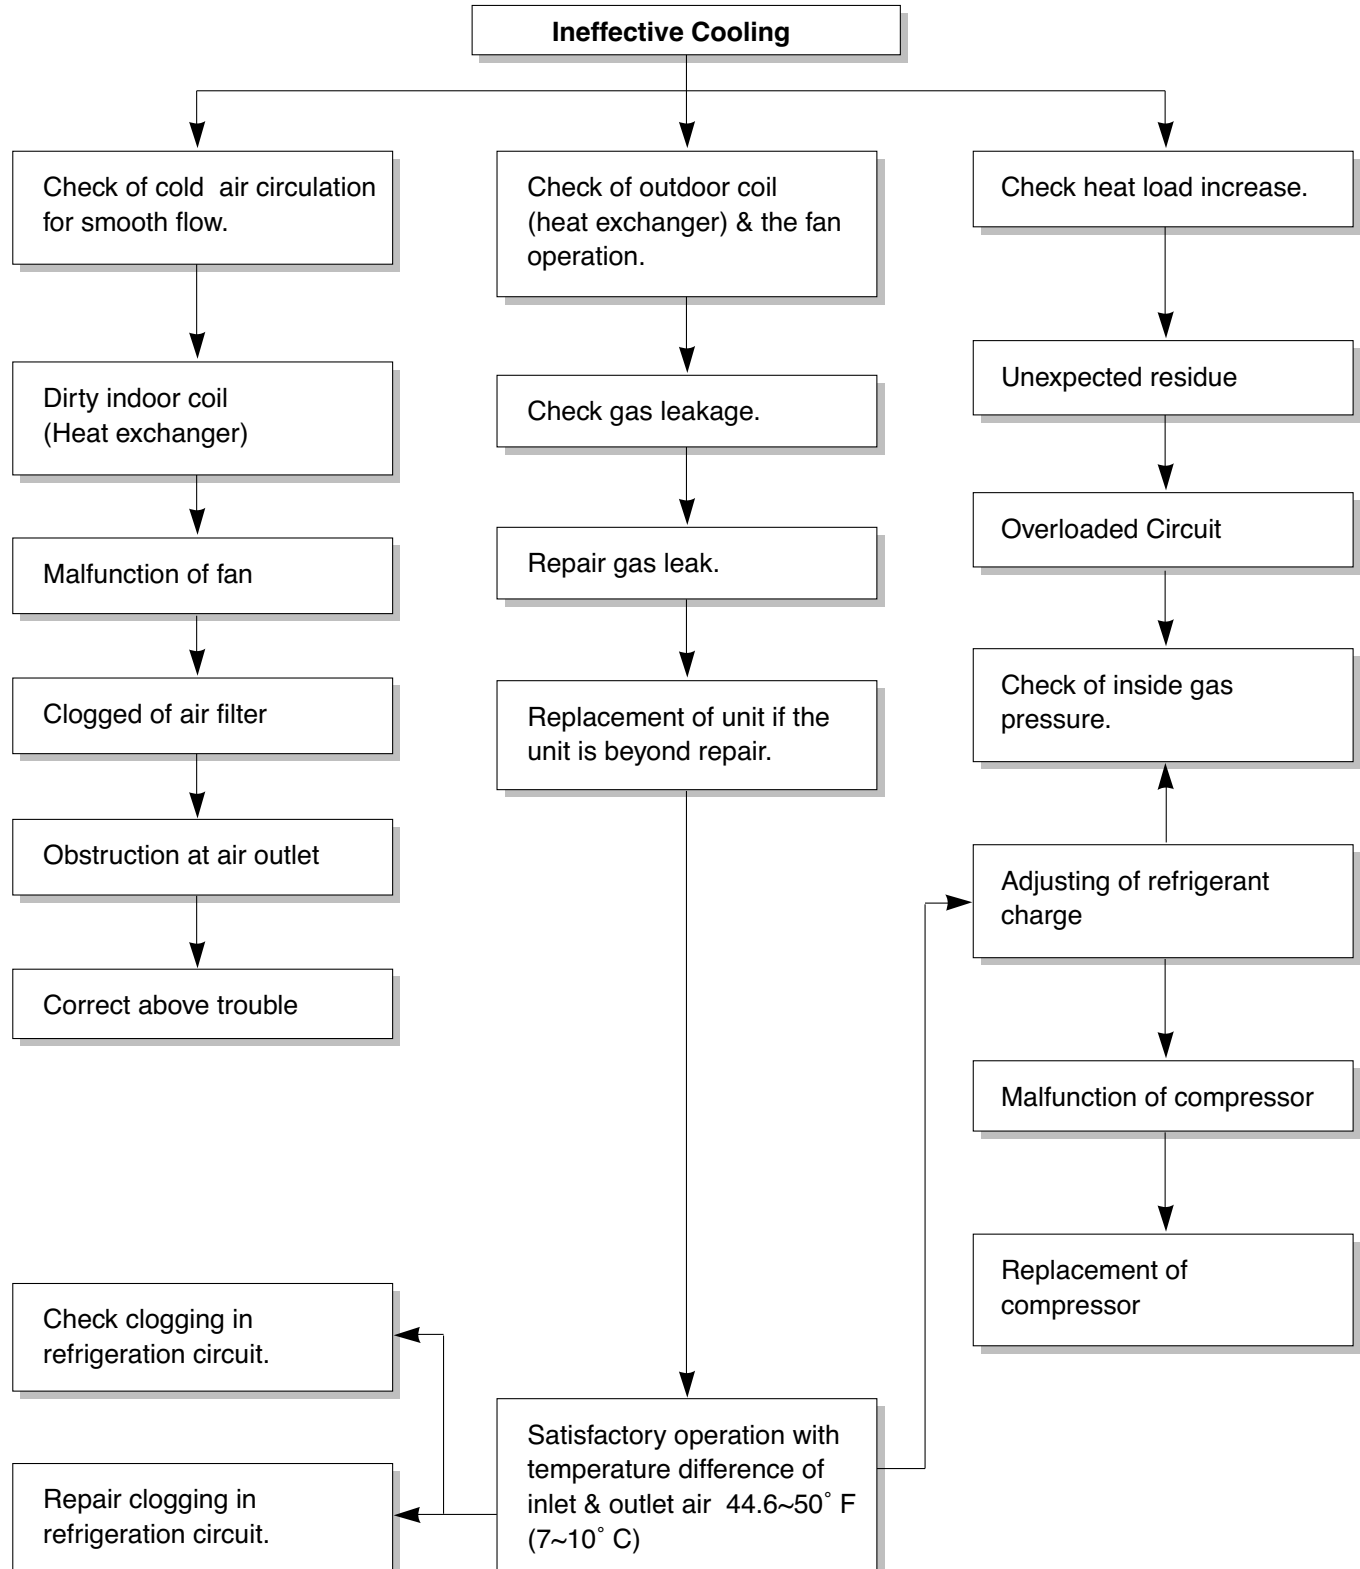 Ineffective Cooling
Check of cold air circulation
for smooth flow.
Dirty indoor coil
(Heat exchanger)
Malfunction of fan
Clogged of air filter
Obstruction at air outlet
Correct above trouble
Check clogging in
refrigeration circuit.
Repair clogging in
refrigeration circuit.
Check of outdoor coil
(heat exchanger) & the fan
operation.
Check gas leakage.
Repair gas leak.
Replacement of unit if the
unit is beyond repair.
Satisfactory operation with
temperature difference of
inlet & outlet air 44.6~50˚ F
(7~10˚ C)
Check heat load increase.
Unexpected residue
Overloaded Circuit
Check of inside gas
pressure.
Adjusting of refrigerant
charge
Malfunction of compressor
Replacement of
compressor